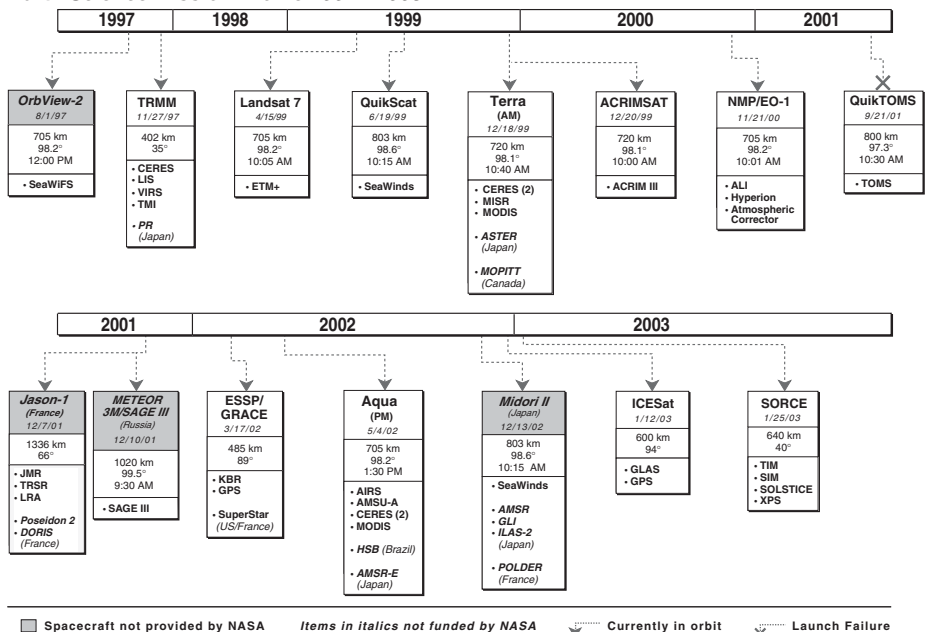 1997 1998 1999 2000 2001
OrbView-2
8/1/97
705 km
98.2°
12:00 PM
• SeaWiFS
TRMM
11/27/97
402 km
35°
• CERES
• LIS
• VIRS
• TMI
• PR
(Japan)
Landsat 7
4/15/99
705 km
98.2°
10:05 AM
• ETM+
QuikScat
6/19/99
803 km
98.6°
10:15 AM
• SeaWinds
Terra
(AM)
12/18/99
720 km
98.1°
10:40 AM
• CERES (2)
• MISR
• MODIS
• ASTER
(Japan)
• MOPITT
(Canada)
ACRIMSAT
12/20/99
720 km
98.1°
10:00 AM
• ACRIM III
NMP/EO-1
11/21/00
705 km
98.2°
10:01 AM
• ALI
• Hyperion
• Atmospheric
Corrector
QuikTOMS
9/21/01
800 km
97.3°
10:30 AM
• TOMS
2001 2002 2003
Jason-1
(France)
12/7/01
1336 km
66°
• JMR
• TRSR
• LRA
• Poseidon 2
• DORIS
(France)
METEOR
3M/SAGE III
(Russia)
12/10/01
1020 km
99.5°
9:30 AM
• SAGE III
ESSP/
GRACE
3/17/02
485 km
89°
• KBR
• GPS
• SuperStar
(US/France)
Aqua
(PM)
5/4/02
705 km
98.2°
1:30 PM
• AIRS
• AMSU-A
• CERES (2)
• MODIS
• HSB (Brazil)
• AMSR-E
(Japan)
Midori II
(Japan)
12/13/02
803 km
98.6°
10:15 AM
• SeaWinds
• AMSR
• GLI
• ILAS-2
(Japan)
• POLDER
(France)
ICESat
1/12/03
600 km
94°
• GLAS
• GPS
SORCE
1/25/03
640 km
40°
• TIM
• SIM
• SOLSTICE
• XPS
Spacecraft not provided by NASA Items in italics not funded by NASA Currently in orbit Launch Failure